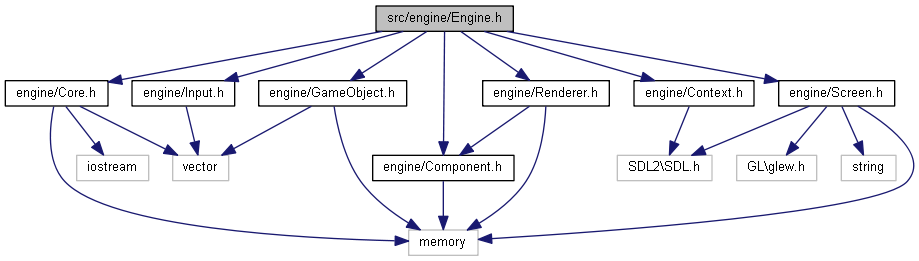 src/engine/Engine.h
engine/Core.h
engine/Input.h
engine/GameObject.h
engine/Renderer.h
engine/Context.h
engine/Screen.h
iostream
vector
engine/Component.h
SDL2\SDL.h
GL\glew.h
string
memory